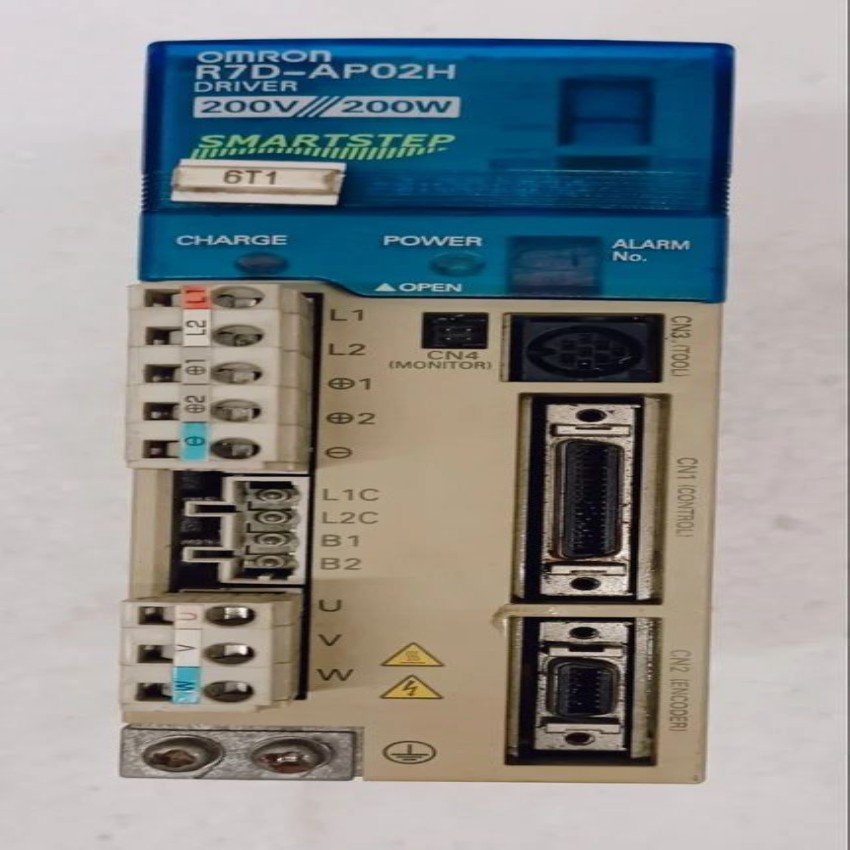 OMRON
R7D-AP02H
DRIVER
200V///200W
SMARTSTEP
6T1
CHARGE
POWER
ALARM
No.
▲OPEN
L1
L2
⊕1
⊕2
⊖
L1
L2
⊕1
⊕2
⊖
CN4
(MONITOR)
CN3 (TOOL)
CN1 (CONTROL)
L1C
L2C
B1
B2
U
V
W
U
V
W
CN2 (ENCODER)